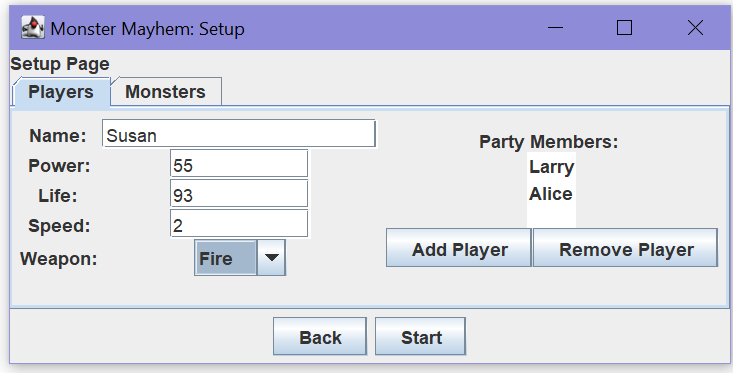 Monster Mayhem: Setup
Setup Page
Players Monsters
Name: Susan
Power: 55
Life: 93
Speed: 2
Weapon: Fire
Party Members:
Larry
Alice
Add Player Remove Player
Back Start